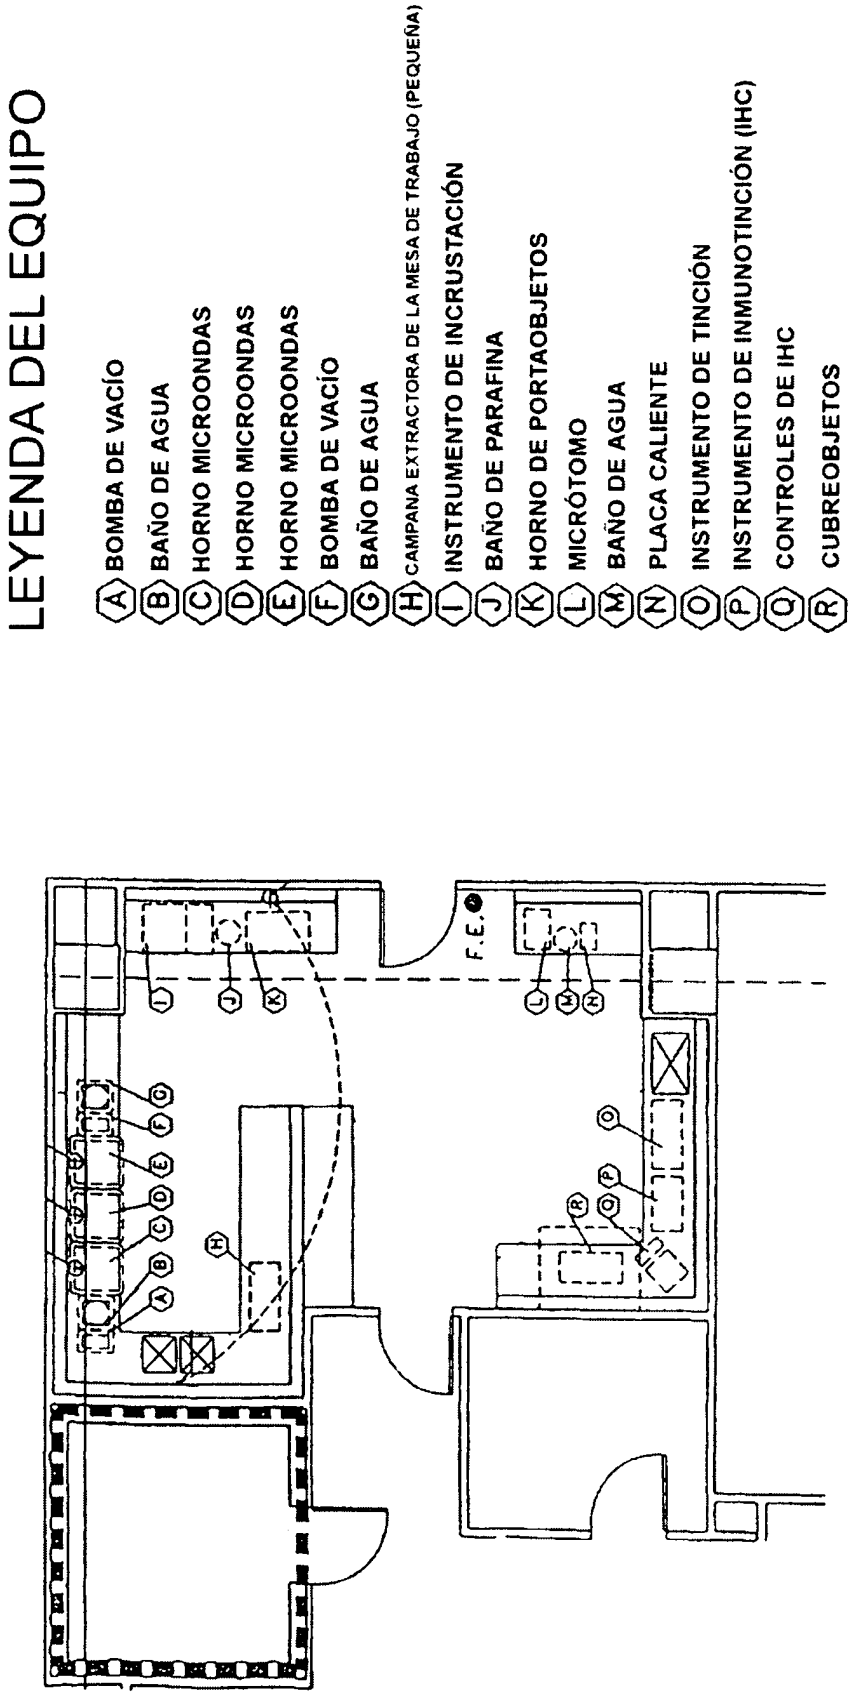 LEYENDA DEL EQUIPO
A BOMBA DE VACÍO
B BAÑO DE AGUA
C HORNO MICROONDAS
D HORNO MICROONDAS
E HORNO MICROONDAS
F BOMBA DE VACÍO
G BAÑO DE AGUA
H CAMPANA EXTRACTORA DE LA MESA DE TRABAJO (PEQUEÑA)
I INSTRUMENTO DE INCRUSTACIÓN
J BAÑO DE PARAFINA
K HORNO DE PORTAOBJETOS
L MICRÓTOMO
M BAÑO DE AGUA
N PLACA CALIENTE
O INSTRUMENTO DE TINCIÓN
P INSTRUMENTO DE INMUNOTINCIÓN (IHC)
Q CONTROLES DE IHC
R CUBREOBJETOS
A
B
C
D
E
F
G
H
I
J
K
F.E.
L
M
N
O
P
Q
R